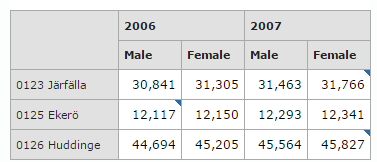 2006 2007
Male Female Male Female
0123 Järfälla 30,841 31,305 31,463 31,766
0125 Ekerö 12,117 12,150 12,293 12,341
0126 Huddinge 44,694 45,205 45,564 45,827